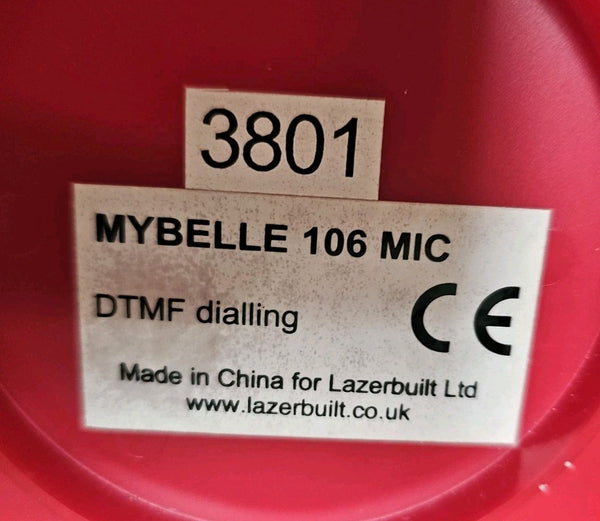 3801
MYBELLE 106 MIC
DTMF dialling
CE
Made in China for Lazerbuilt Ltd
www.lazerbuilt.co.uk